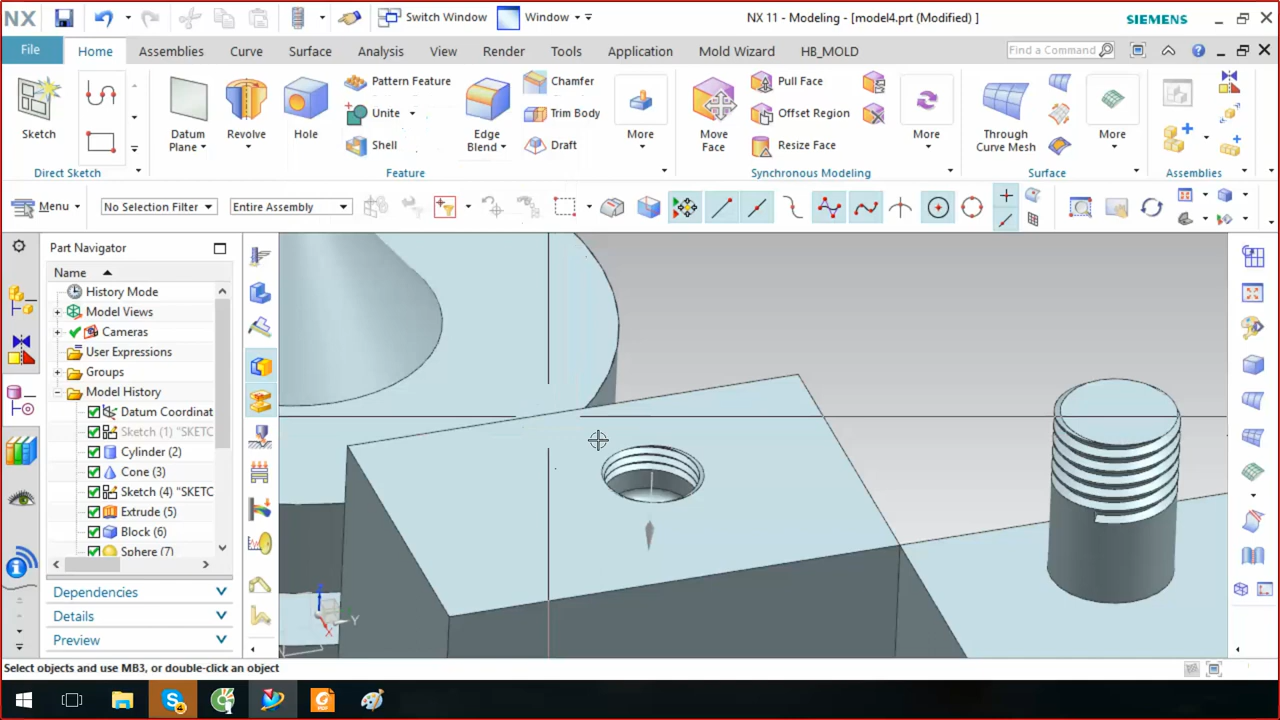 NX
Switch Window
Window
NX 11 - Modeling - [model4.prt (Modified) ]
SIEMENS
File
Home
Assemblies
Curve
Surface
Analysis
View
Render
Tools
Application
Mold Wizard
HB_MOLD
Find a Command
Sketch
Datum
Plane
Revolve
Hole
Pattern Feature
Unite
Shell
Edge
Blend
Chamfer
Trim Body
Draft
More
Move
Face
Pull Face
Offset Region
Resize Face
More
Through
Curve Mesh
More
Direct Sketch
Feature
Synchronous Modeling
Surface
Assemblies
Menu
No Selection Filter
Entire Assembly
Part Navigator
Name
History Mode
Model Views
Cameras
User Expressions
Groups
Model History
Datum Coordinat
Sketch (1) "SKETC
Cylinder (2)
Cone (3)
Sketch (4) "SKETC
Extrude (5)
Block (6)
Sphere (7)
Dependencies
Details
Preview
X
Y
Select objects and use MB3, or double-click an object
4
PDF